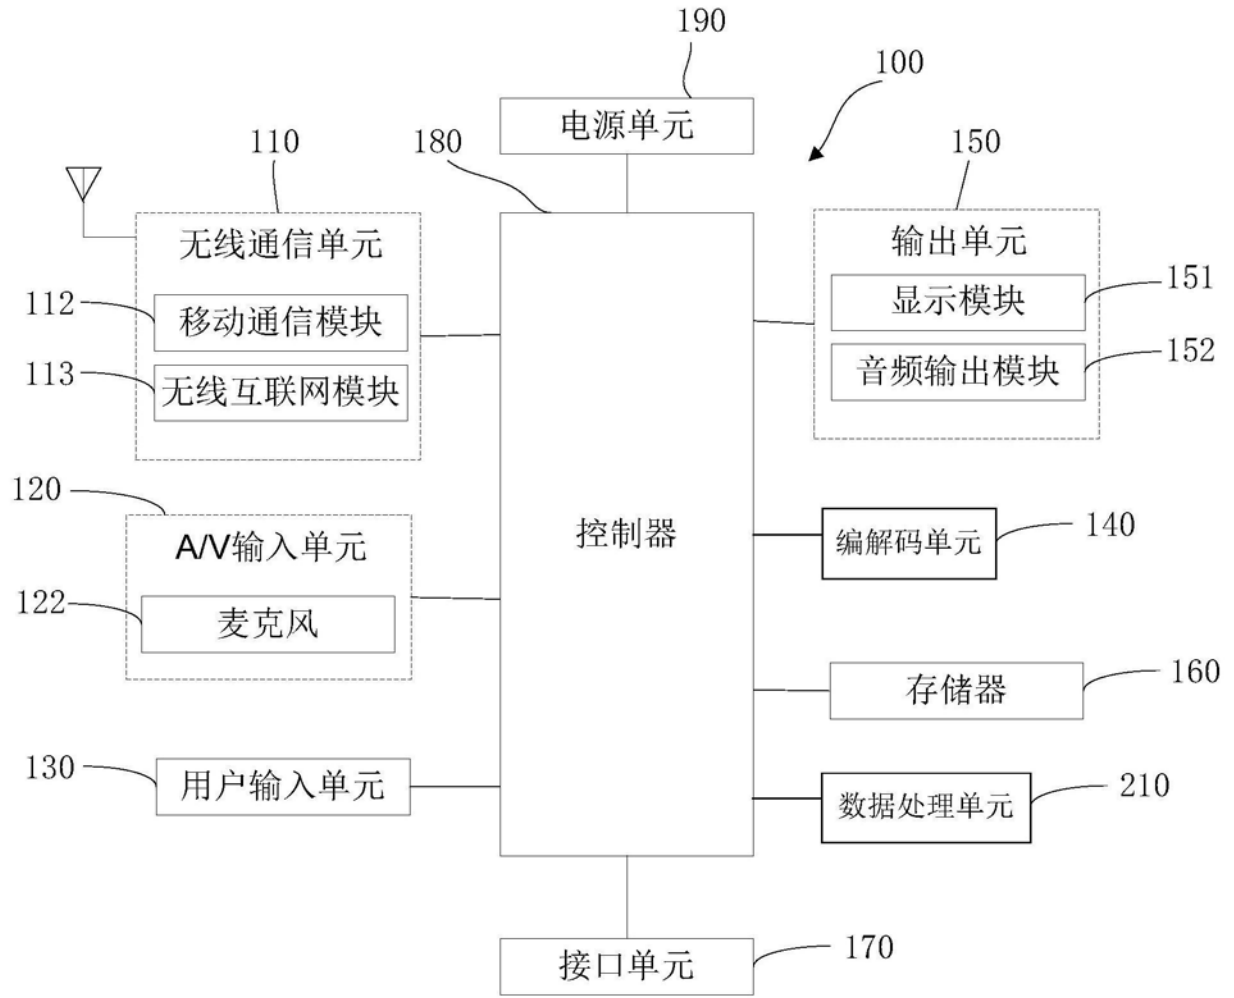 190
100
电源单元
110
180
150
无线通信单元
输出单元
112
移动通信模块
显示模块
151
113
无线互联网模块
音频输出模块
152
120
A/V输入单元
控制器
编解码单元
140
122
麦克风
存储器
160
130
用户输入单元
数据处理单元
210
接口单元
170